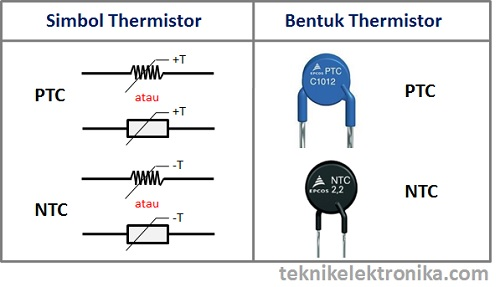 Simbol Thermistor
Bentuk Thermistor
PTC
+T
atau
+T
EPCOS
PTC
C1012
PTC
NTC
-T
atau
-T
EPCOS
NTC
2,2
NTC
teknikelektronika.com